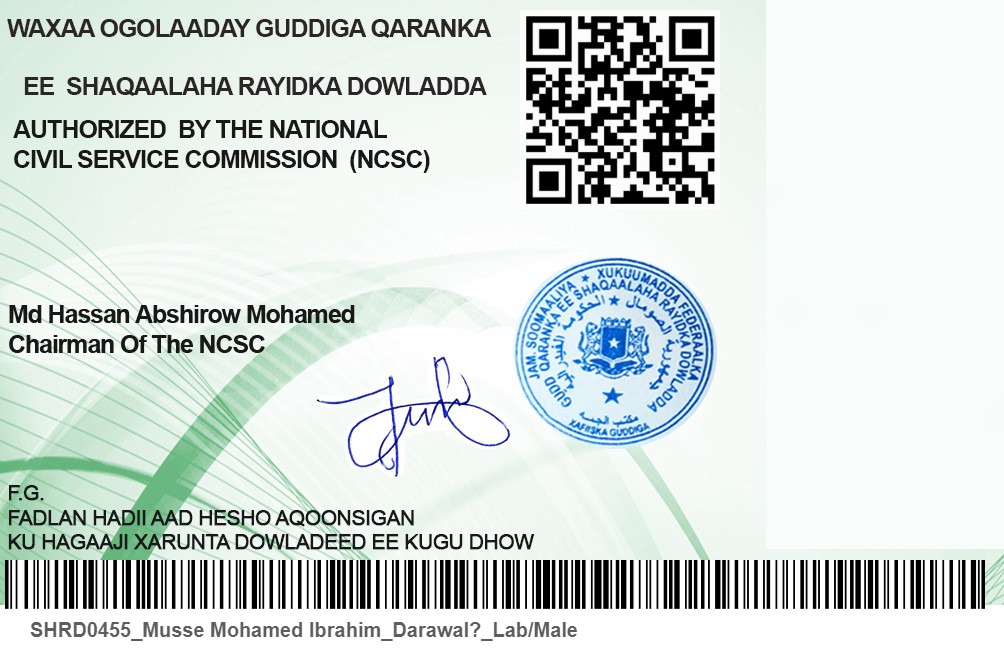 WAXAA OGOLAADAY GUDDIGA QARANKA
EE SHAQAALAHA RAYIDKA DOWLADDA
AUTHORIZED BY THE NATIONAL
CIVIL SERVICE COMMISSION (NCSC)
Md Hassan Abshirow Mohamed
Chairman Of The NCSC
JAM. SOOMAALIYA ★ XUKUUMADDA FEDERAALKA
GUDD QARANKA EE SHAQAALAHA RAYIDKA DOWLADDA
XAFIISKA GUDDIGA
F.G.
FADLAN HADII AAD HESHO AQOONSIGAN
KU HAGAAJI XARUNTA DOWLADEED EE KUGU DHOW
SHRD0455_Musse Mohamed Ibrahim_Darawal?_Lab/Male